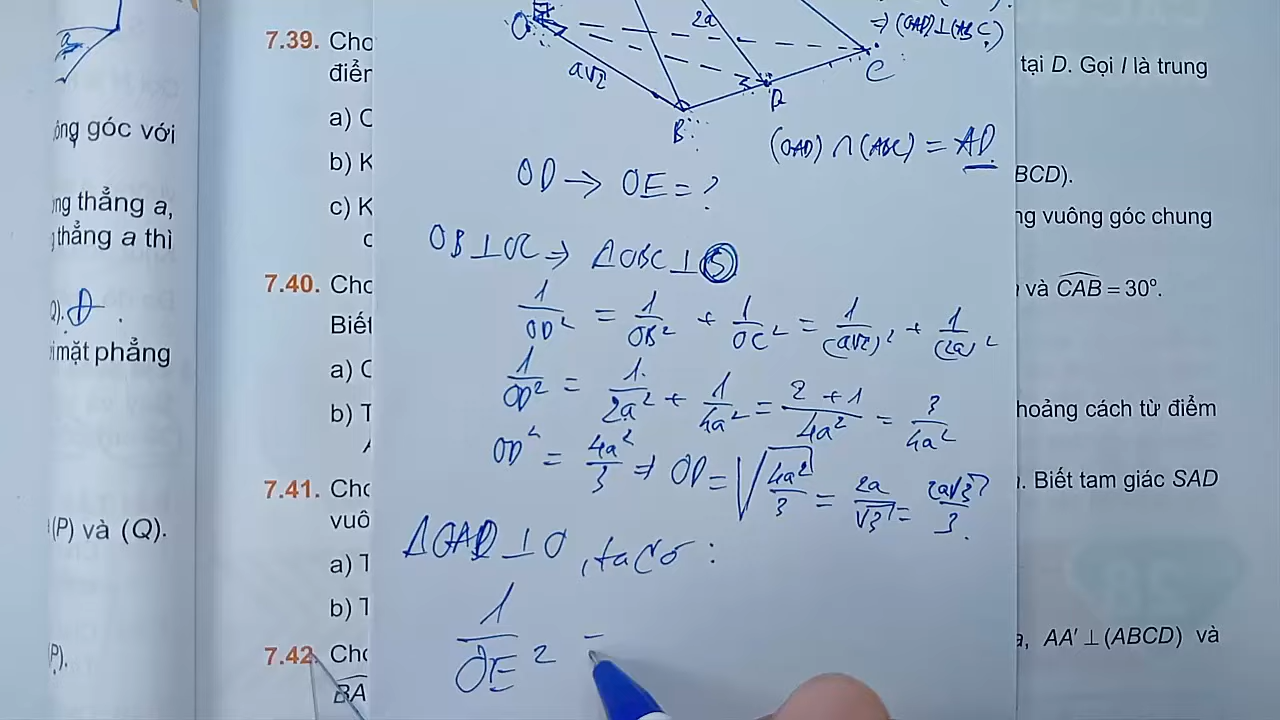 ⇒ (OAD) ⊥ (ABC)
O
2a
a√2
B
D
C
(OAD) ∩ (ABC) = AD
OD → OE = ?
OB ⊥ OC ⇒ ΔOBC ⊥
1/OD² = 1/OB² + 1/OC² = 1/(a√2)² + 1/(2a)²
1/OD² = 1/2a² + 1/4a² = 2+1/4a² = 3/4a²
OD² = 4a²/3 ⇒ OD = √4a²/3 = 2a/√3 = 2a√3/3.
ΔOAD ⊥ O, ta có:
1/OE² =
góc với
thẳng a,
thẳng a thì
mặt phẳng
(P) và (Q).
7.39. Cho
điểm
a)
b) K
c) K
7.40. Cho
Biết
a)
b) T
7.41. Cho
vuô
a) T
b) T
7.42. Cho
BA
tại D. Gọi I là trung
BCD).
vuông góc chung
và CAB = 30°.
khoảng cách từ điểm
Biết tam giác SAD
a, AA' ⊥ (ABCD) và